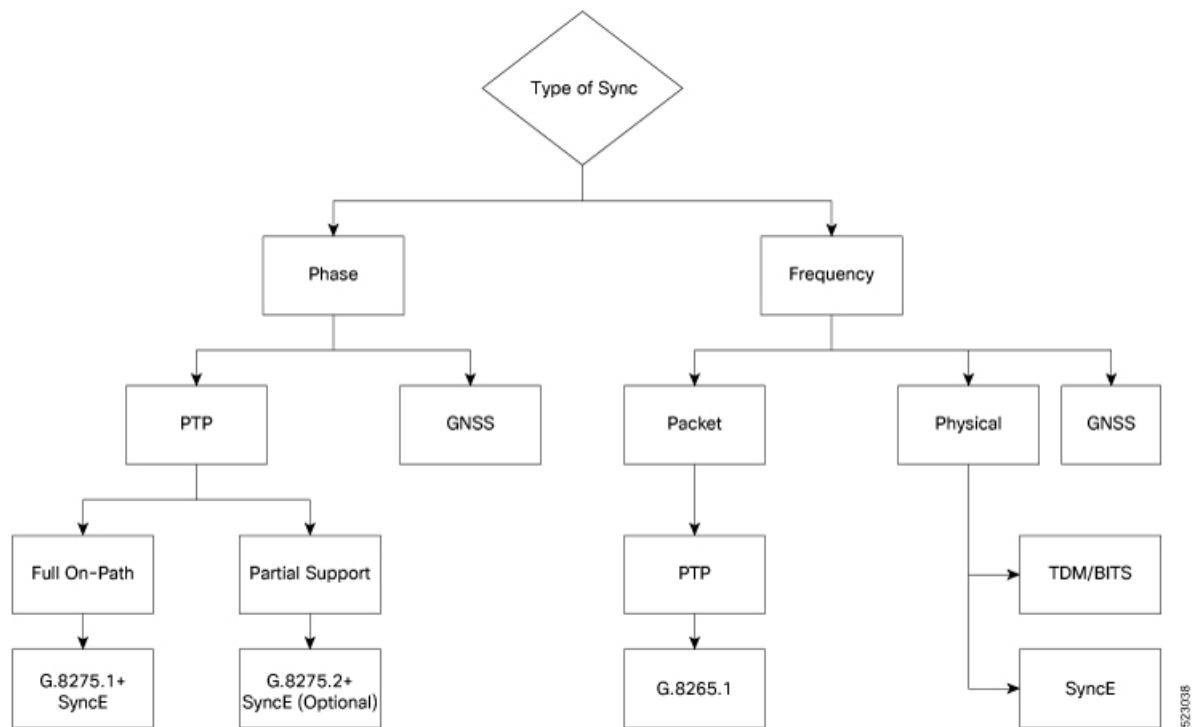 Type of Sync
Phase
Frequency
PTP
GNSS
Packet
Physical
GNSS
Full On-Path
Partial Support
PTP
TDM/BITS
G.8275.1+
SyncE
G.8275.2+
SyncE (Optional)
G.8265.1
SyncE
523038